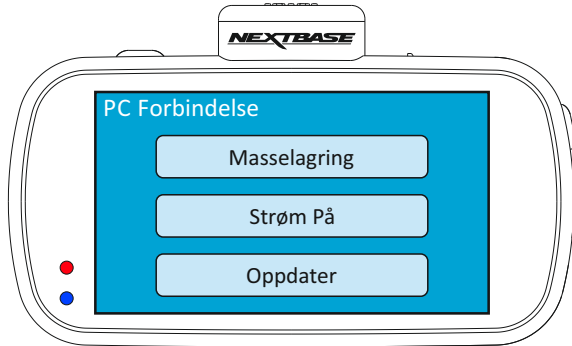 NEXTBASE
PC Forbindelse
Masselagring
Strøm På
Oppdater